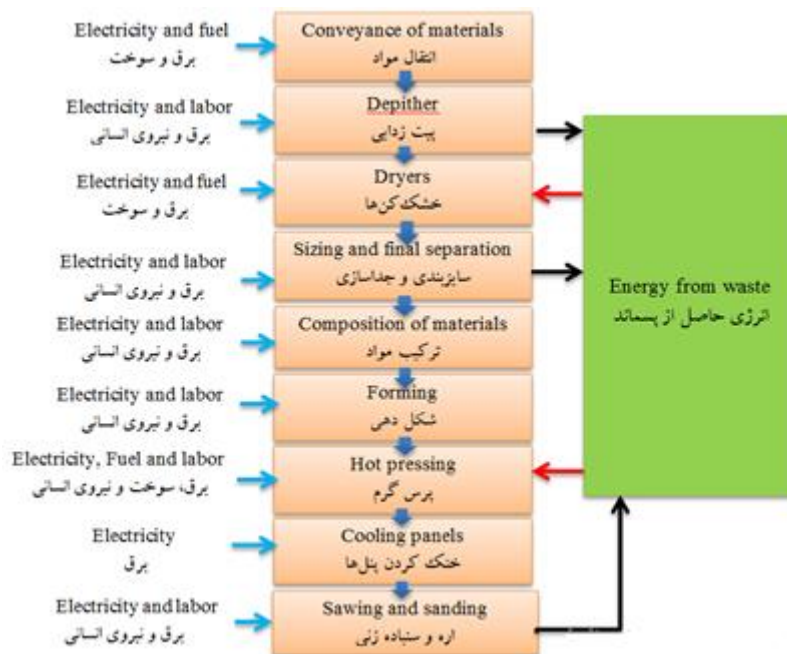 Electricity and fuel
برق و سوخت
Conveyance of materials
انتقال مواد
Electricity and labor
برق و نیروی انسانی
Depither
پیت زدایی
Electricity and fuel
برق و سوخت
Dryers
خشک‌کن‌ها
Electricity and labor
برق و نیروی انسانی
Sizing and final separation
سایزبندی و جداسازی
Energy from waste
انرژی حاصل از پسماند
Electricity and labor
برق و نیروی انسانی
Composition of materials
ترکیب مواد
Electricity and labor
برق و نیروی انسانی
Forming
شکل دهی
Electricity, Fuel and labor
برق، سوخت و نیروی انسانی
Hot pressing
پرس گرم
Electricity
برق
Cooling panels
خنک کردن پنل‌ها
Electricity and labor
برق و نیروی انسانی
Sawing and sanding
اره و سنباده زنی